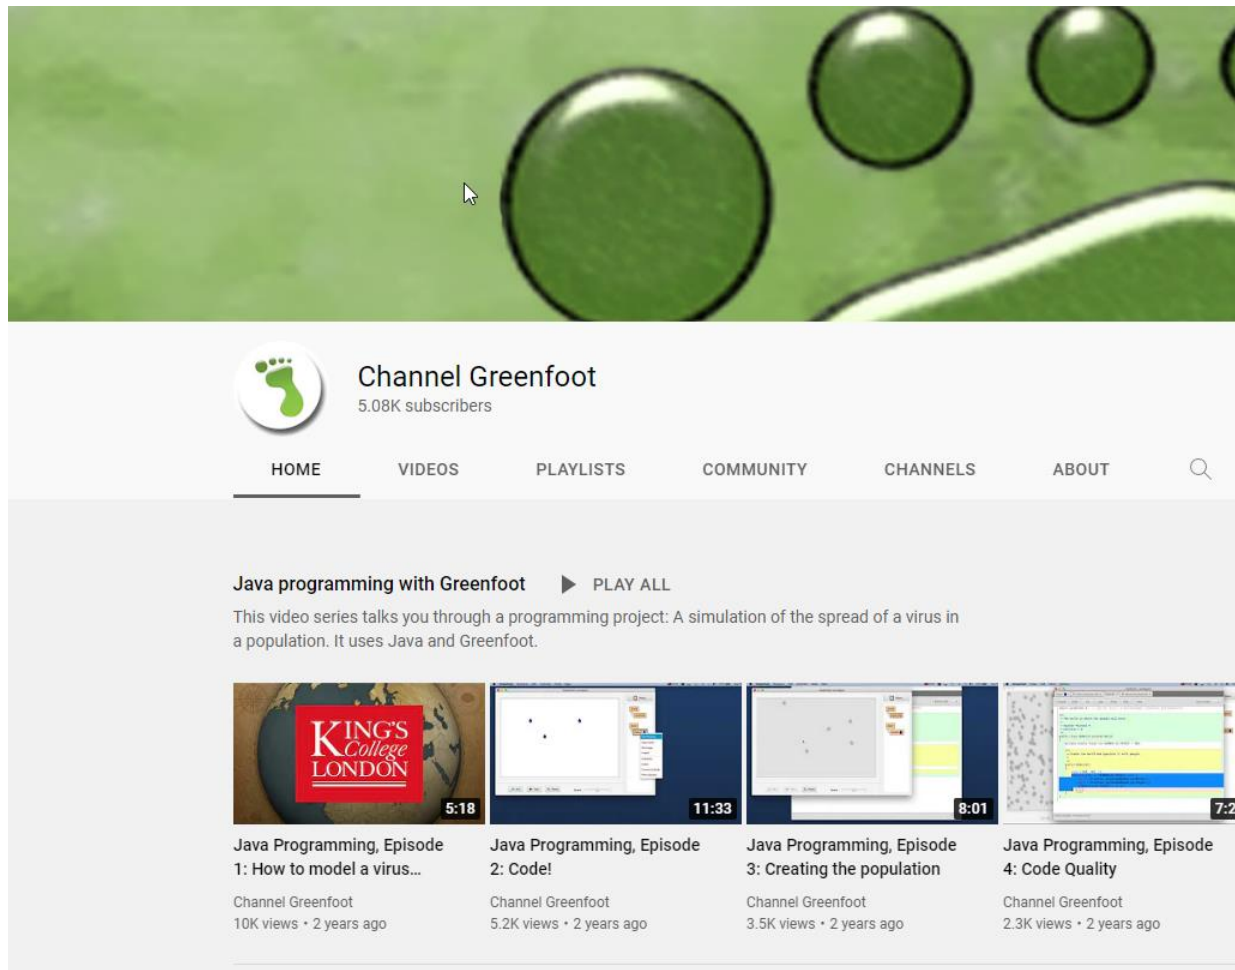 Channel Greenfoot
5.08K subscribers
HOME VIDEOS PLAYLISTS COMMUNITY CHANNELS ABOUT
Java programming with Greenfoot PLAY ALL
This video series talks you through a programming project: A simulation of the spread of a virus in
a population. It uses Java and Greenfoot.
KING'S
College
LONDON
5:18 11:33 8:01
Java Programming, Episode
1: How to model a virus...
Channel Greenfoot
10K views • 2 years ago
Java Programming, Episode
2: Code!
Channel Greenfoot
5.2K views • 2 years ago
Java Programming, Episode
3: Creating the population
Channel Greenfoot
3.5K views • 2 years ago
Java Programming, Episode
4: Code Quality
Channel Greenfoot
2.3K views • 2 years ago